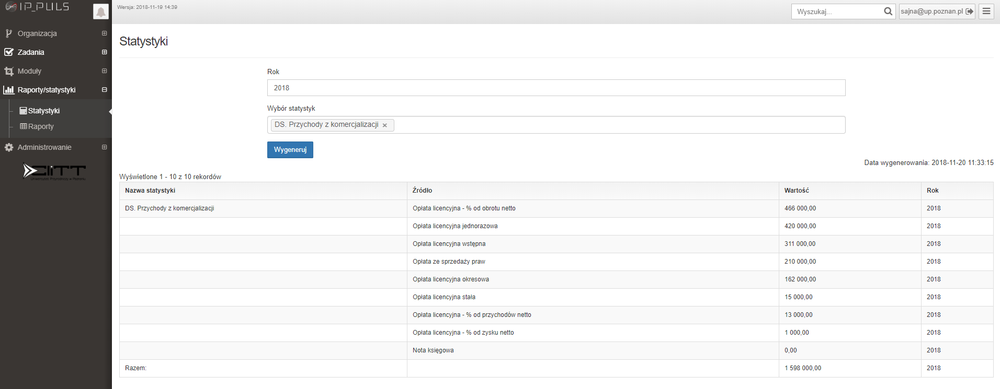 IP_PULS
Wersja: 2018-11-19 14:39
Wyszukaj...
sajna@up.poznan.pl
Organizacja
Zadania
Moduły
Raporty/statystyki
Statystyki
Raporty
Administrowanie
CIiTT
Uniwersytet Przyrodniczy w Poznaniu
Statystyki
Rok
2018
Wybór statystyk
DS. Przychody z komercjalizacji ×
Wygeneruj
Data wygenerowania: 2018-11-20 11:33:15
Wyświetlone 1 - 10 z 10 rekordów
Nazwa statystyki Źródło Wartość Rok
DS. Przychody z komercjalizacji Opłata licencyjna - % od obrotu netto 466 000,00 2018
Opłata licencyjna jednorazowa 420 000,00 2018
Opłata licencyjna wstępna 311 000,00 2018
Opłata ze sprzedaży praw 210 000,00 2018
Opłata licencyjna okresowa 162 000,00 2018
Opłata licencyjna stała 15 000,00 2018
Opłata licencyjna - % od przychodów netto 13 000,00 2018
Opłata licencyjna - % od zysku netto 1 000,00 2018
Nota księgowa 0,00 2018
Razem: 1 598 000,00 2018